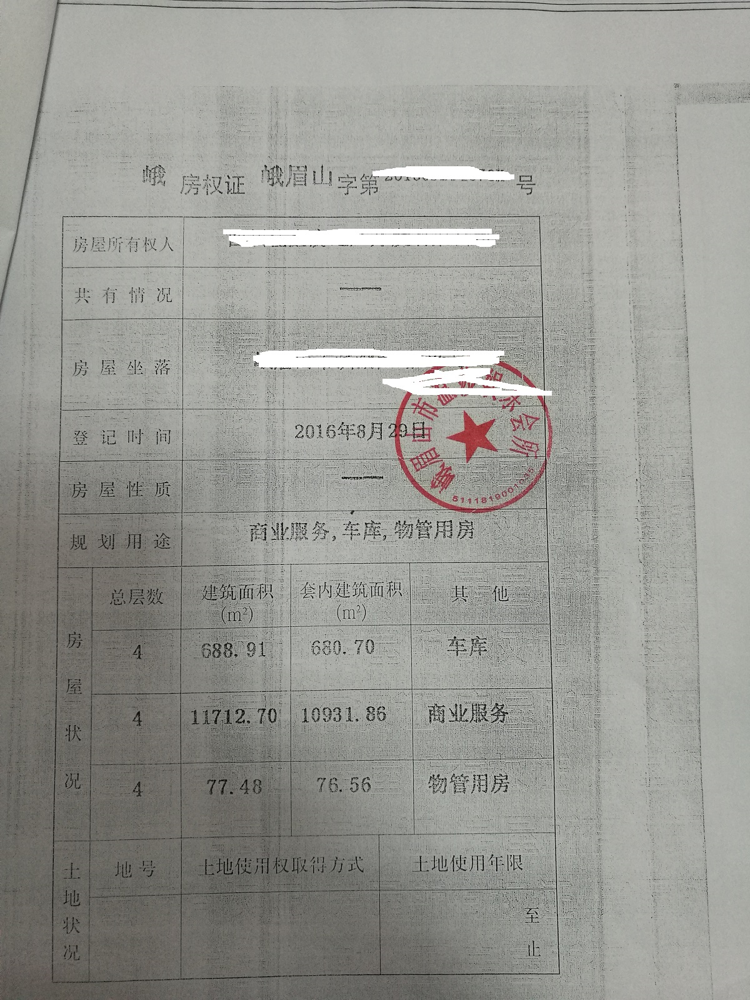 峨 房权证 峨眉山 字第 号
房屋所有权人
共有情况 —
房屋坐落
登记时间 2016年8月29日
房屋性质 —
规划用途 商业服务,车库,物管用房
房屋状况
总层数 建筑面积(m²) 套内建筑面积(m²) 其他
4 688.91 680.70 车库
4 11712.70 10931.86 商业服务
4 77.48 76.56 物管用房
土地状况
地号 土地使用权取得方式 土地使用年限
至
止
峨眉山市 会所